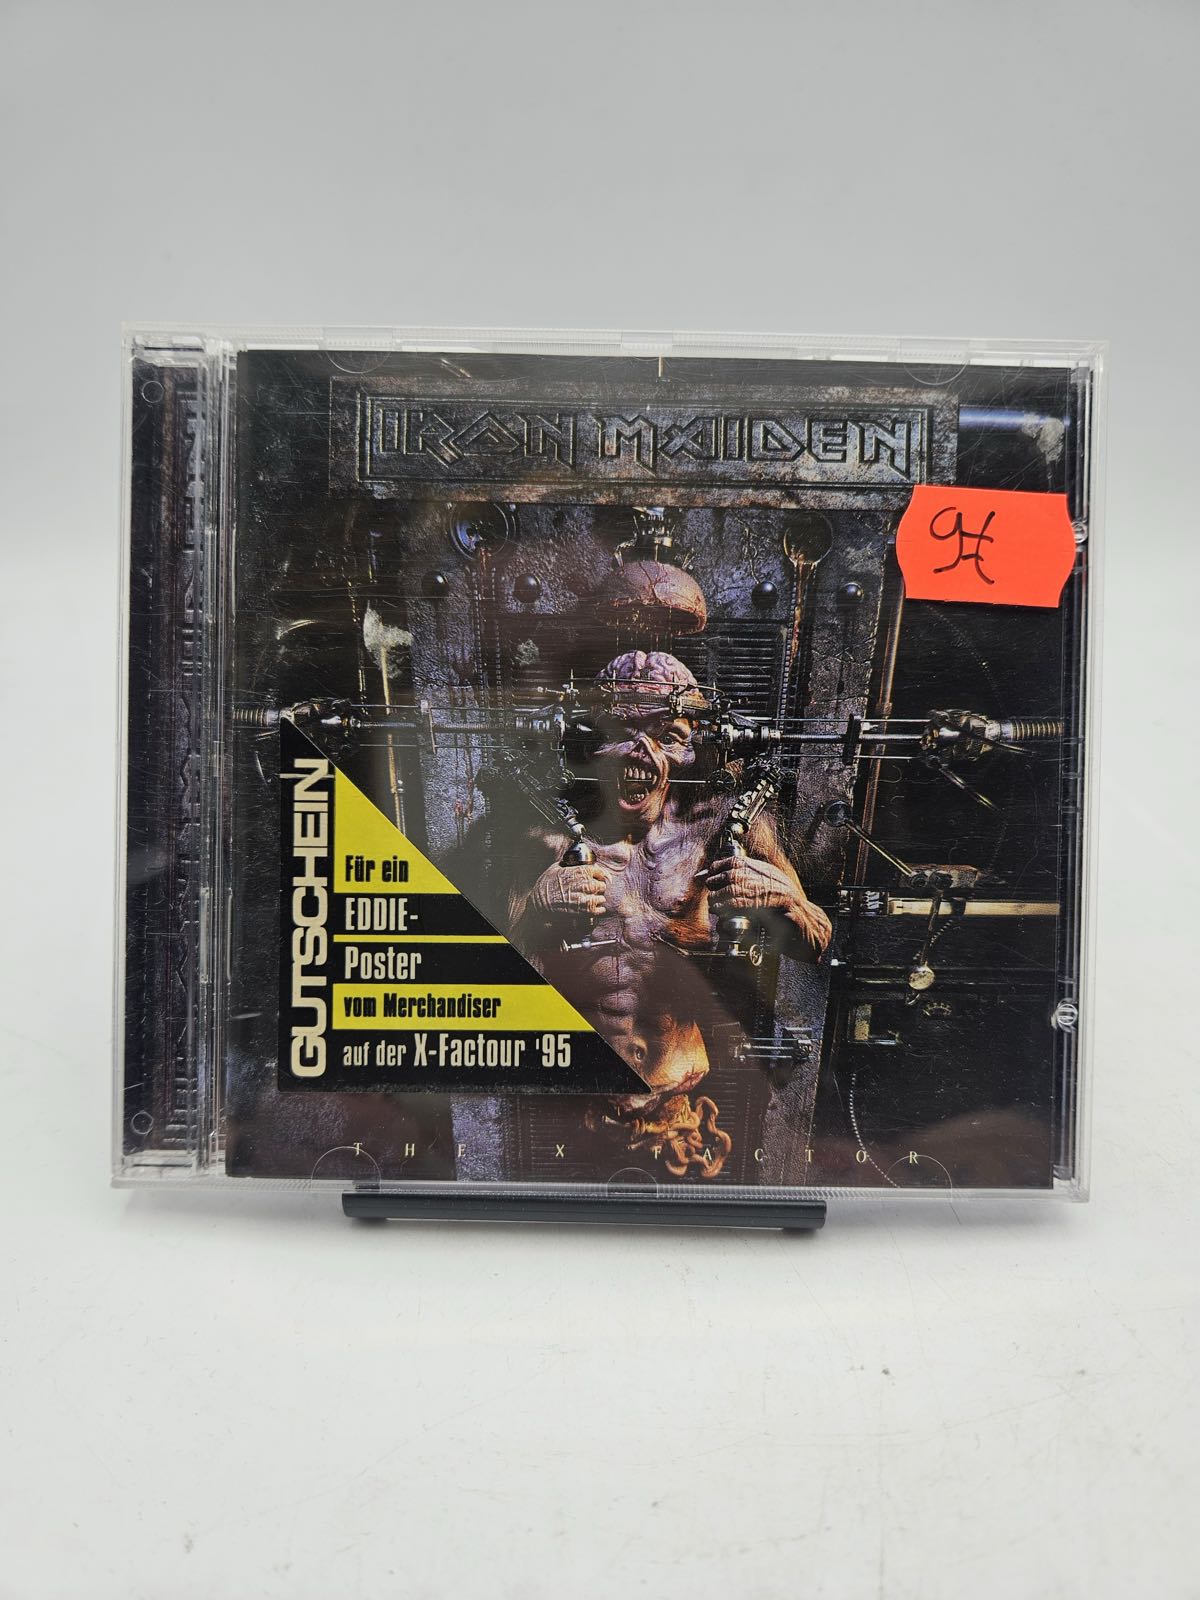 IRON MAIDEN
GUTSCHEIN
Für ein
EDDIE-
Poster
vom Merchandiser
auf der X-Factour '95
THE X FACTOR